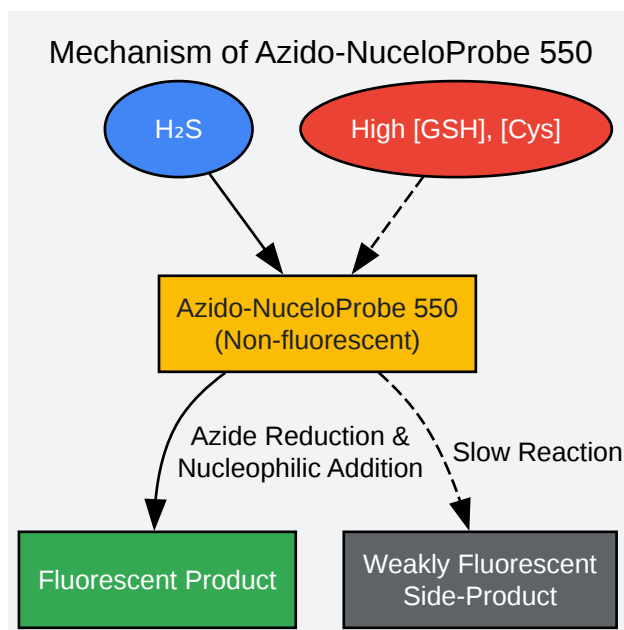 Mechanism of Azido-NuceloProbe 550
H₂S
High [GSH], [Cys]
Azido-NuceloProbe 550
(Non-fluorescent)
Azide Reduction &
Nucleophilic Addition
Slow Reaction
Fluorescent Product
Weakly Fluorescent
Side-Product